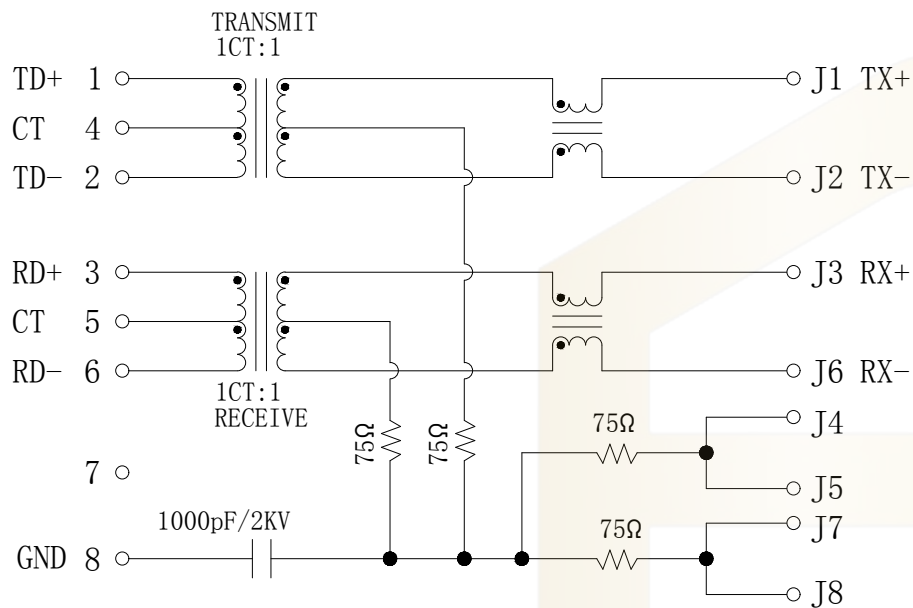 TRANSMIT
1CT:1
TD+ 1
J1 TX+
CT 4
TD- 2
J2 TX-
RD+ 3
J3 RX+
CT 5
RD- 6
J6 RX-
1CT:1
RECEIVE
75Ω
75Ω
75Ω
J4
7
J5
1000pF/2KV
75Ω
J7
GND 8
J8